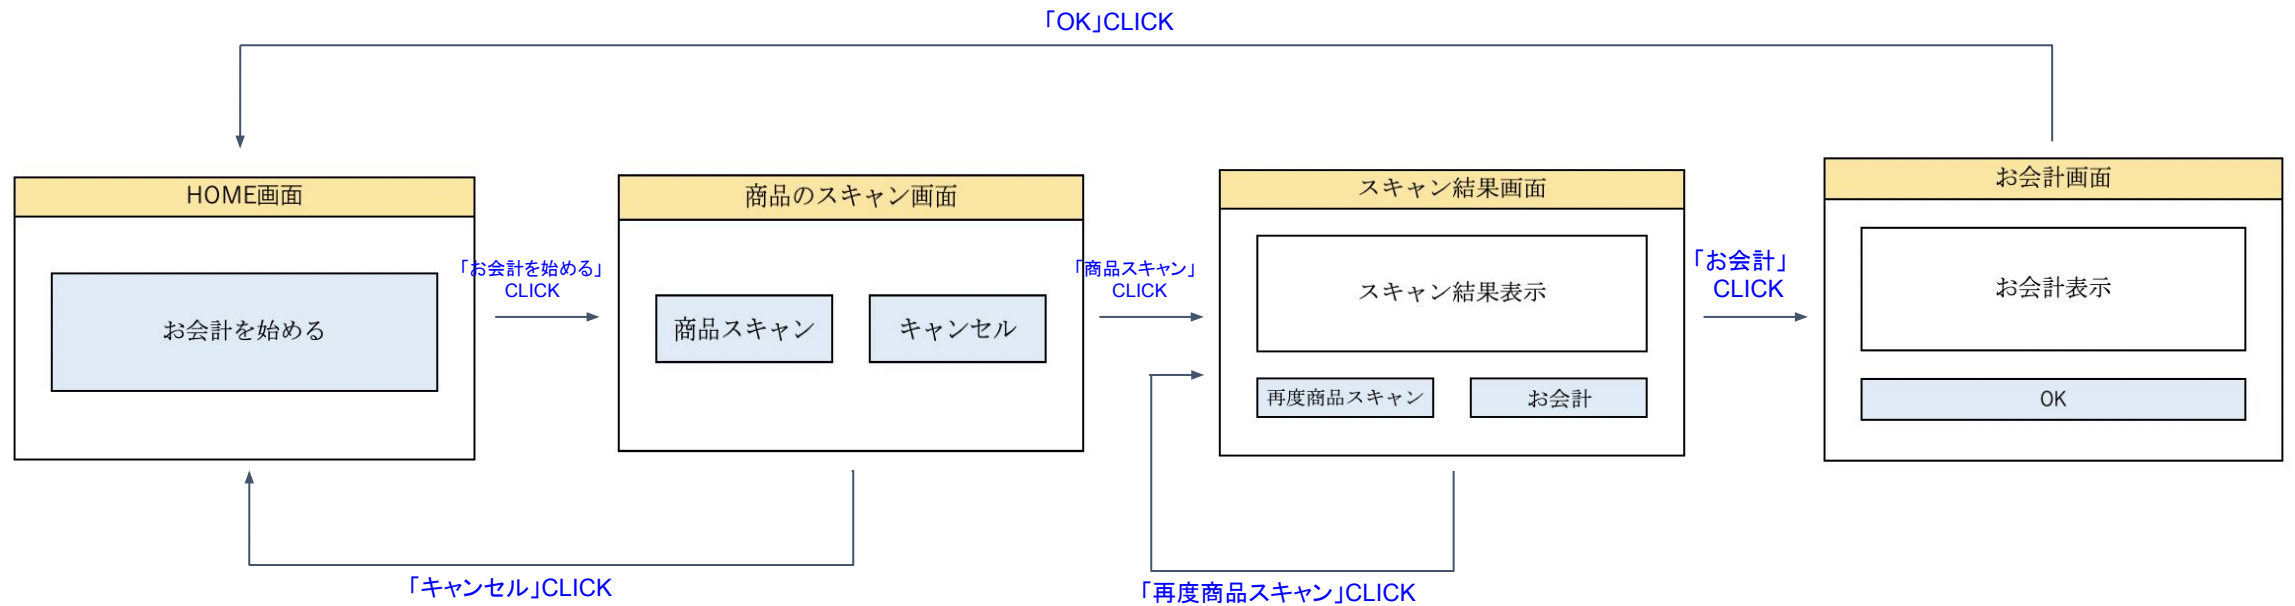 「OK」CLICK
HOME画面
お会計を始める
「お会計を始める」
CLICK
商品のスキャン画面
商品スキャン
キャンセル
「商品スキャン」
CLICK
スキャン結果画面
スキャン結果表示
再度商品スキャン
お会計
「お会計」
CLICK
お会計画面
お会計表示
OK
「キャンセル」CLICK
「再度商品スキャン」CLICK